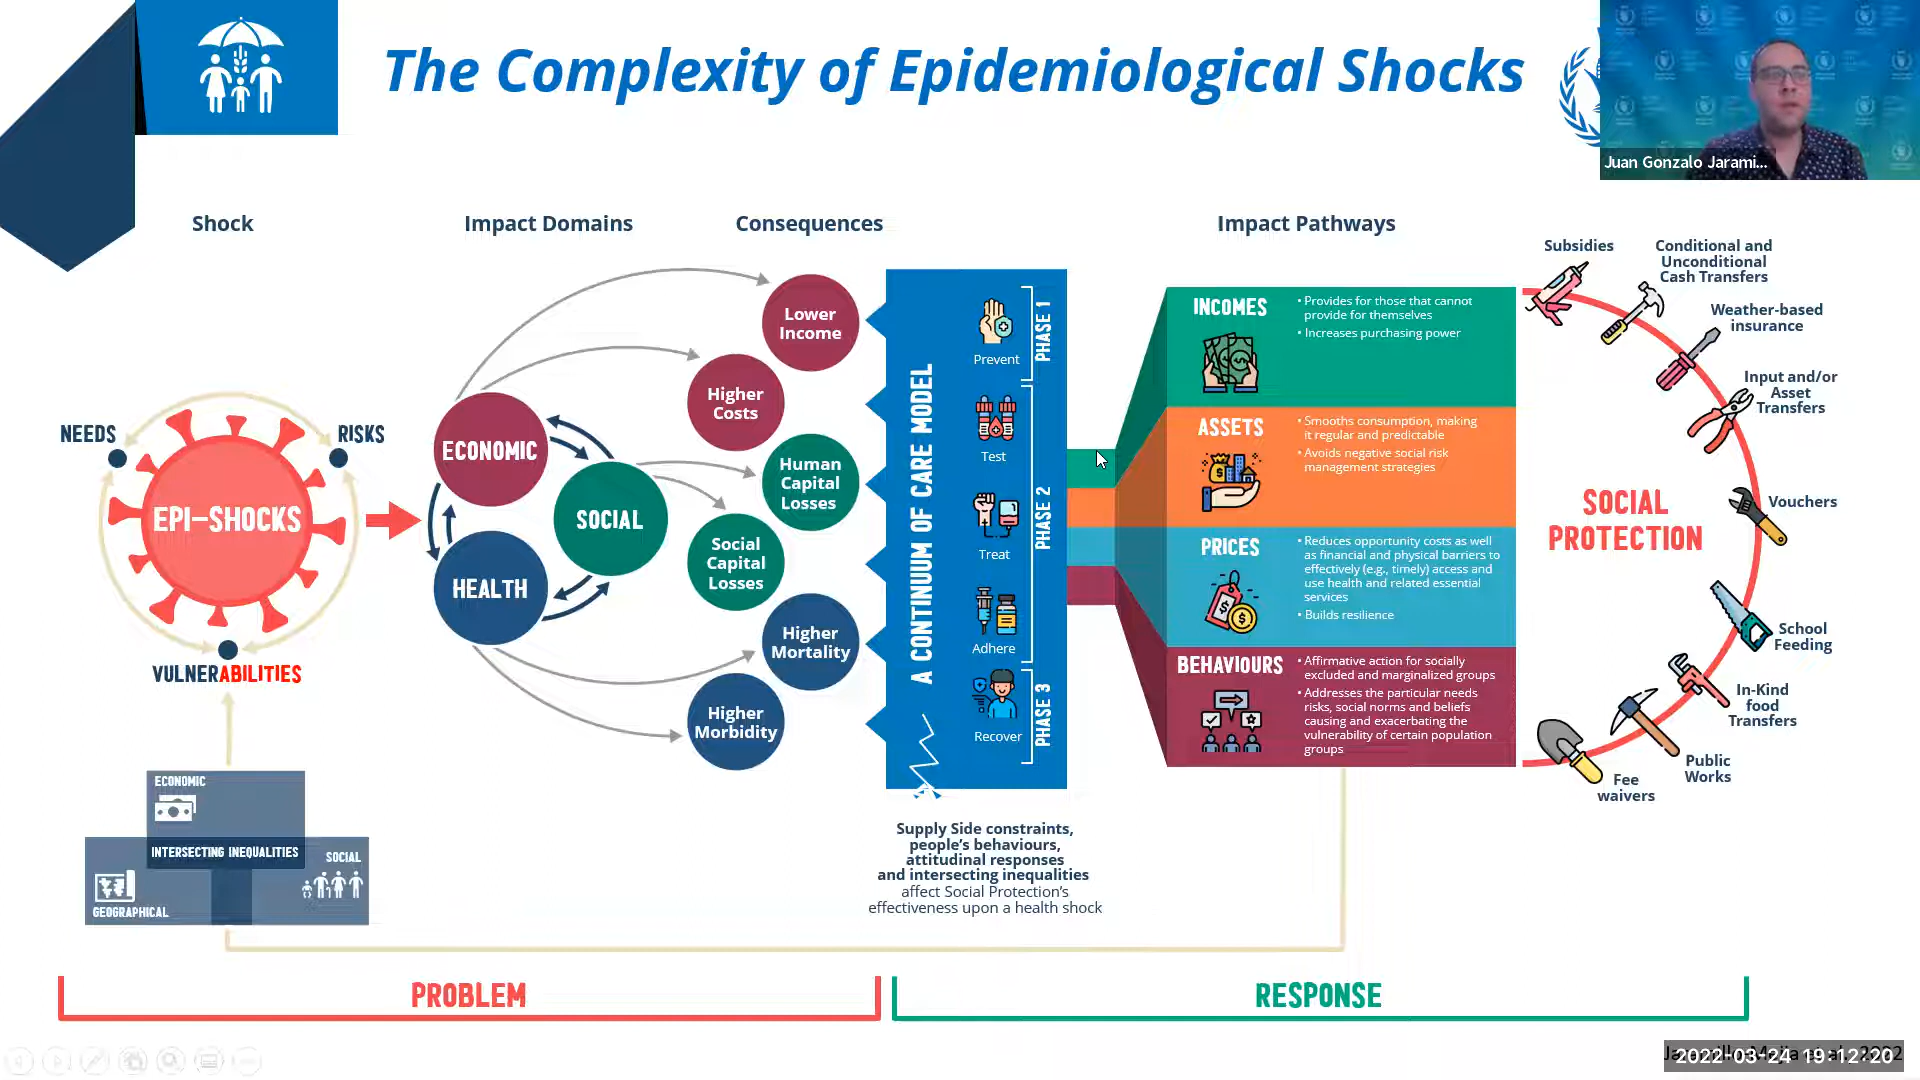 The Complexity of Epidemiological Shocks
Juan Gonzalo Jarami...
Shock
Impact Domains
Consequences
Impact Pathways
NEEDS
RISKS
EPI-SHOCKS
VULNERABILITIES
ECONOMIC
INTERSECTING INEQUALITIES
SOCIAL
GEOGRAPHICAL
ECONOMIC
SOCIAL
HEALTH
Lower
Income
Higher
Costs
Human
Capital
Losses
Social
Capital
Losses
Higher
Mortality
Higher
Morbidity
A CONTINUUM OF CARE MODEL
Prevent
PHASE 1
Test
Treat
PHASE 2
Adhere
Recover
PHASE 3
Supply Side constraints,
people's behaviours,
attitudinal responses
and intersecting inequalities
affect Social Protection's
effectiveness upon a health shock
INCOMES
• Provides for those that cannot
provide for themselves
• Increases purchasing power
ASSETS
• Smooths consumption, making
it regular and predictable
• Avoids negative social risk
management strategies
PRICES
• Reduces opportunity costs as well
as financial and physical barriers to
effectively (e.g., timely) access and
use health and related essential
services
• Builds resilience
BEHAVIOURS
• Affirmative action for socially
excluded and marginalized groups
• Addresses the particular needs
risks, social norms and beliefs
causing and exacerbating the
vulnerability of certain population
groups
Subsidies
Conditional and
Unconditional
Cash Transfers
Weather-based
insurance
Input and/or
Asset
Transfers
Vouchers
SOCIAL
PROTECTION
School
Feeding
In-Kind
food
Transfers
Public
Works
Fee
waivers
PROBLEM
RESPONSE
2022-03-24 19:12:20